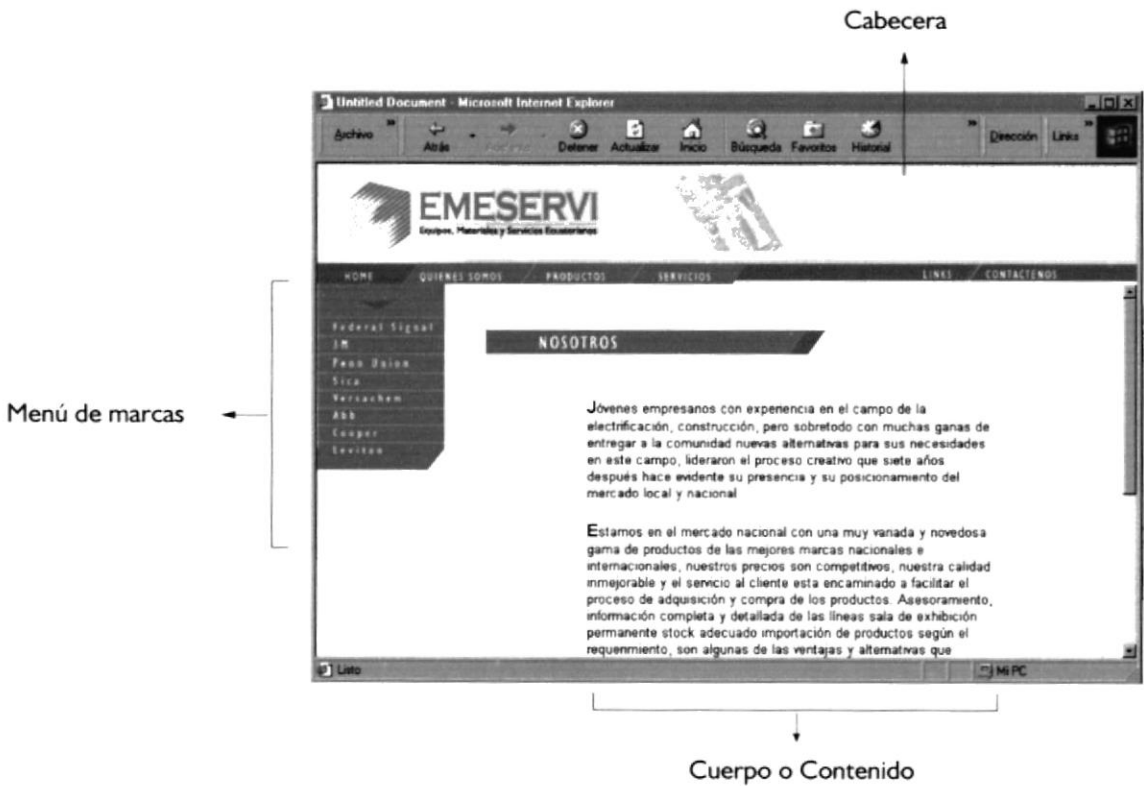 Cabecera
Untitled Document - Microsoft Internet Explorer
Archivo » Atrás Detener Actualizar Inicio Búsqueda Favoritos Historial » Dirección Links »
EMESERVI
Equipos, Materiales y Servicios Ecuatorianos
HOME QUIENES SOMOS PRODUCTOS SERVICIOS LINKS CONTACTENOS
Federal Signal
3M
Penn Union
Sica
Versachem
Abb
Cooper
Leviton
Menú de marcas
NOSOTROS
Jóvenes empresarios con experiencia en el campo de la
electrificación, construcción, pero sobretodo con muchas ganas de
entregar a la comunidad nuevas alternativas para sus necesidades
en este campo, lideraron el proceso creativo que siete años
después hace evidente su presencia y su posicionamiento del
mercado local y nacional
Estamos en el mercado nacional con una muy variada y novedosa
gama de productos de las mejores marcas nacionales e
internacionales, nuestros precios son competitivos, nuestra calidad
inmejorable y el servicio al cliente esta encaminado a facilitar el
proceso de adquisición y compra de los productos. Asesoramiento,
información completa y detallada de las líneas sala de exhibición
permanente stock adecuado importación de productos según el
requerimiento, son algunas de las ventajas y alternativas que
Listo Mi PC
Cuerpo o Contenido